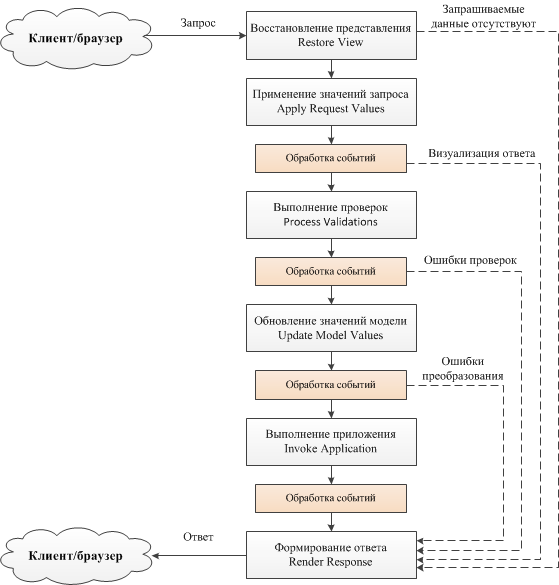 Клиент/браузер
Запрос
Восстановление представления
Restore View
Запрашиваемые
данные отсутствуют
Применение значений запроса
Apply Request Values
Обработка событий
Визуализация ответа
Выполнение проверок
Process Validations
Обработка событий
Ошибки проверок
Обновление значений модели
Update Model Values
Обработка событий
Ошибки
преобразования
Выполнение приложения
Invoke Application
Обработка событий
Клиент/браузер
Ответ
Формирование ответа
Render Response